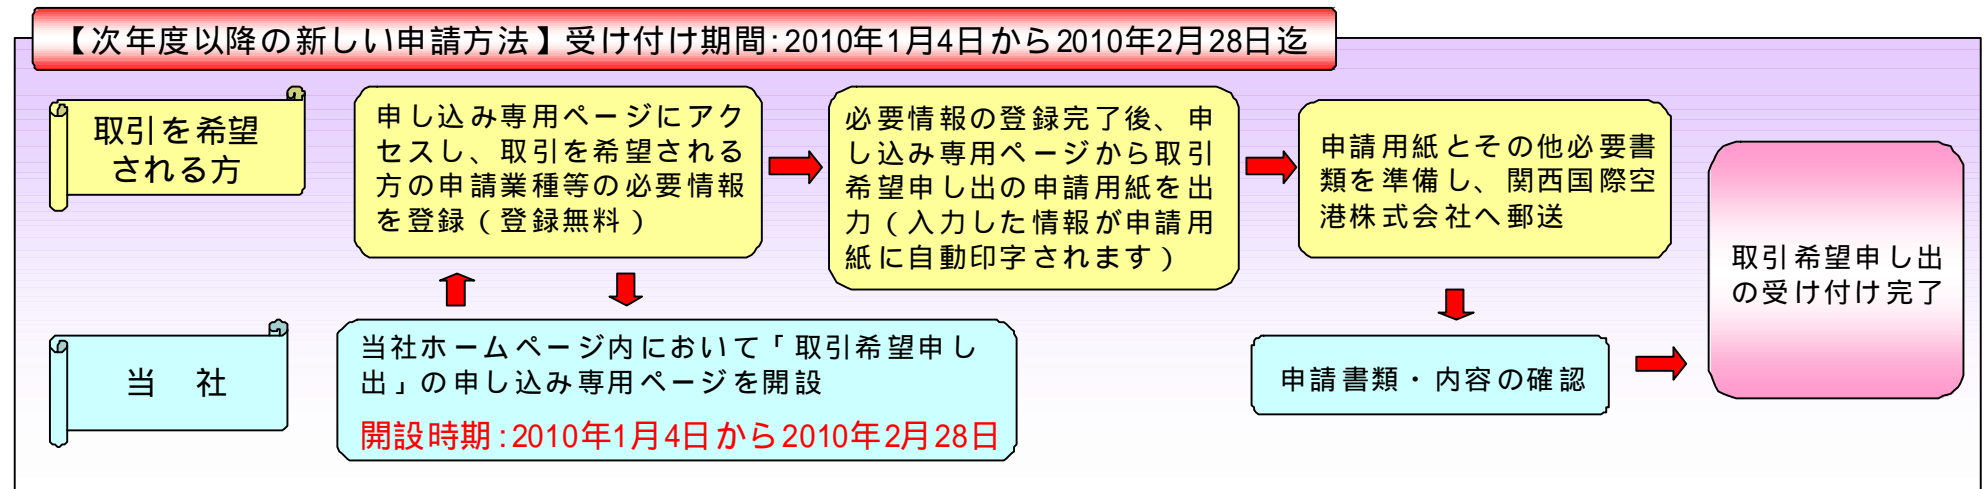 【次年度以降の新しい申請方法】受け付け期間:2010年1月4日から2010年2月28日迄
取引を希望
される方
申し込み専用ページにアク
セスし、取引を希望される
方の申請業種等の必要情報
を登録（登録無料）
必要情報の登録完了後、申
し込み専用ページから取引
希望申し出の申請用紙を出
力（入力した情報が申請用
紙に自動印字されます）
申請用紙とその他必要書
類を準備し、関西国際空
港株式会社へ郵送
取引希望申し出
の受け付け完了
当　社
当社ホームページ内において「取引希望申し
出」の申し込み専用ページを開設
開設時期:2010年1月4日から2010年2月28日
申請書類・内容の確認